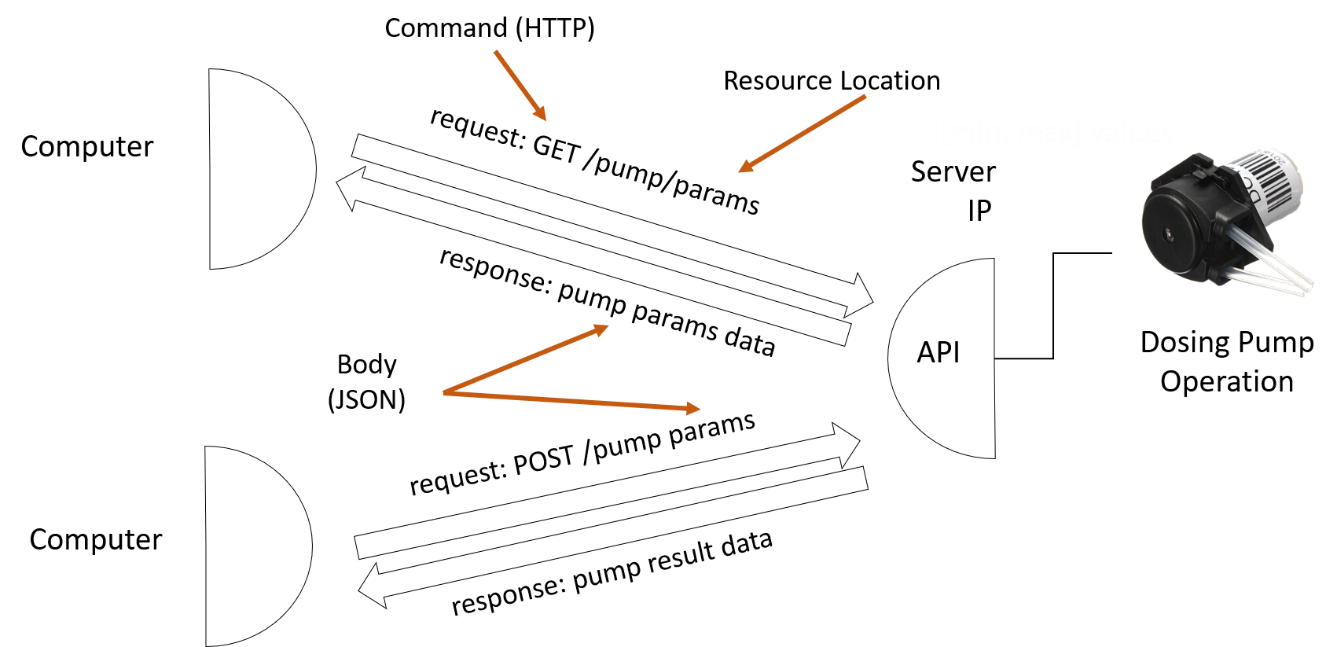 Command (HTTP)
Resource Location
Computer
request: GET /pump/params
Server
IP
response: pump params data
API
Dosing Pump
Operation
Body
(JSON)
request: POST /pump params
Computer
response: pump result data